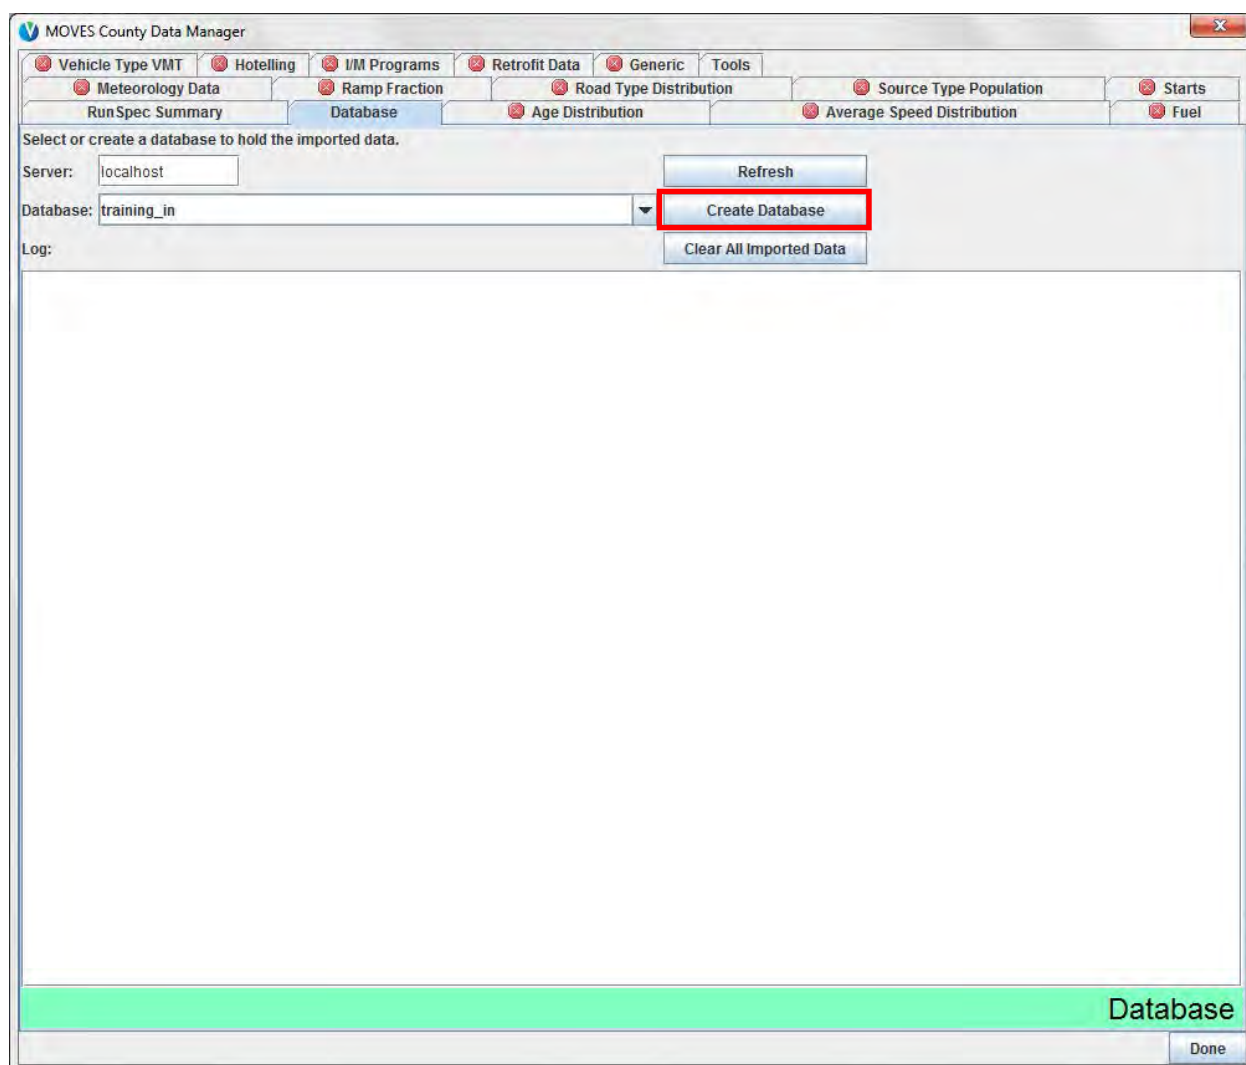 MOVES County Data Manager
Vehicle Type VMT Hotelling I/M Programs Retrofit Data Generic Tools
Meteorology Data Ramp Fraction Road Type Distribution Source Type Population Starts
RunSpec Summary Database Age Distribution Average Speed Distribution Fuel
Select or create a database to hold the imported data.
Server: localhost Refresh
Database: training_in Create Database
Log: Clear All Imported Data
Database
Done